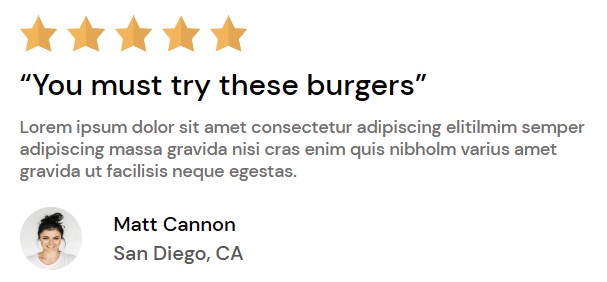 “You must try these burgers”
Lorem ipsum dolor sit amet consectetur adipiscing elitilmim semper
adipiscing massa gravida nisi cras enim quis nibholm varius amet
gravida ut facilisis neque egestas.
Matt Cannon
San Diego, CA